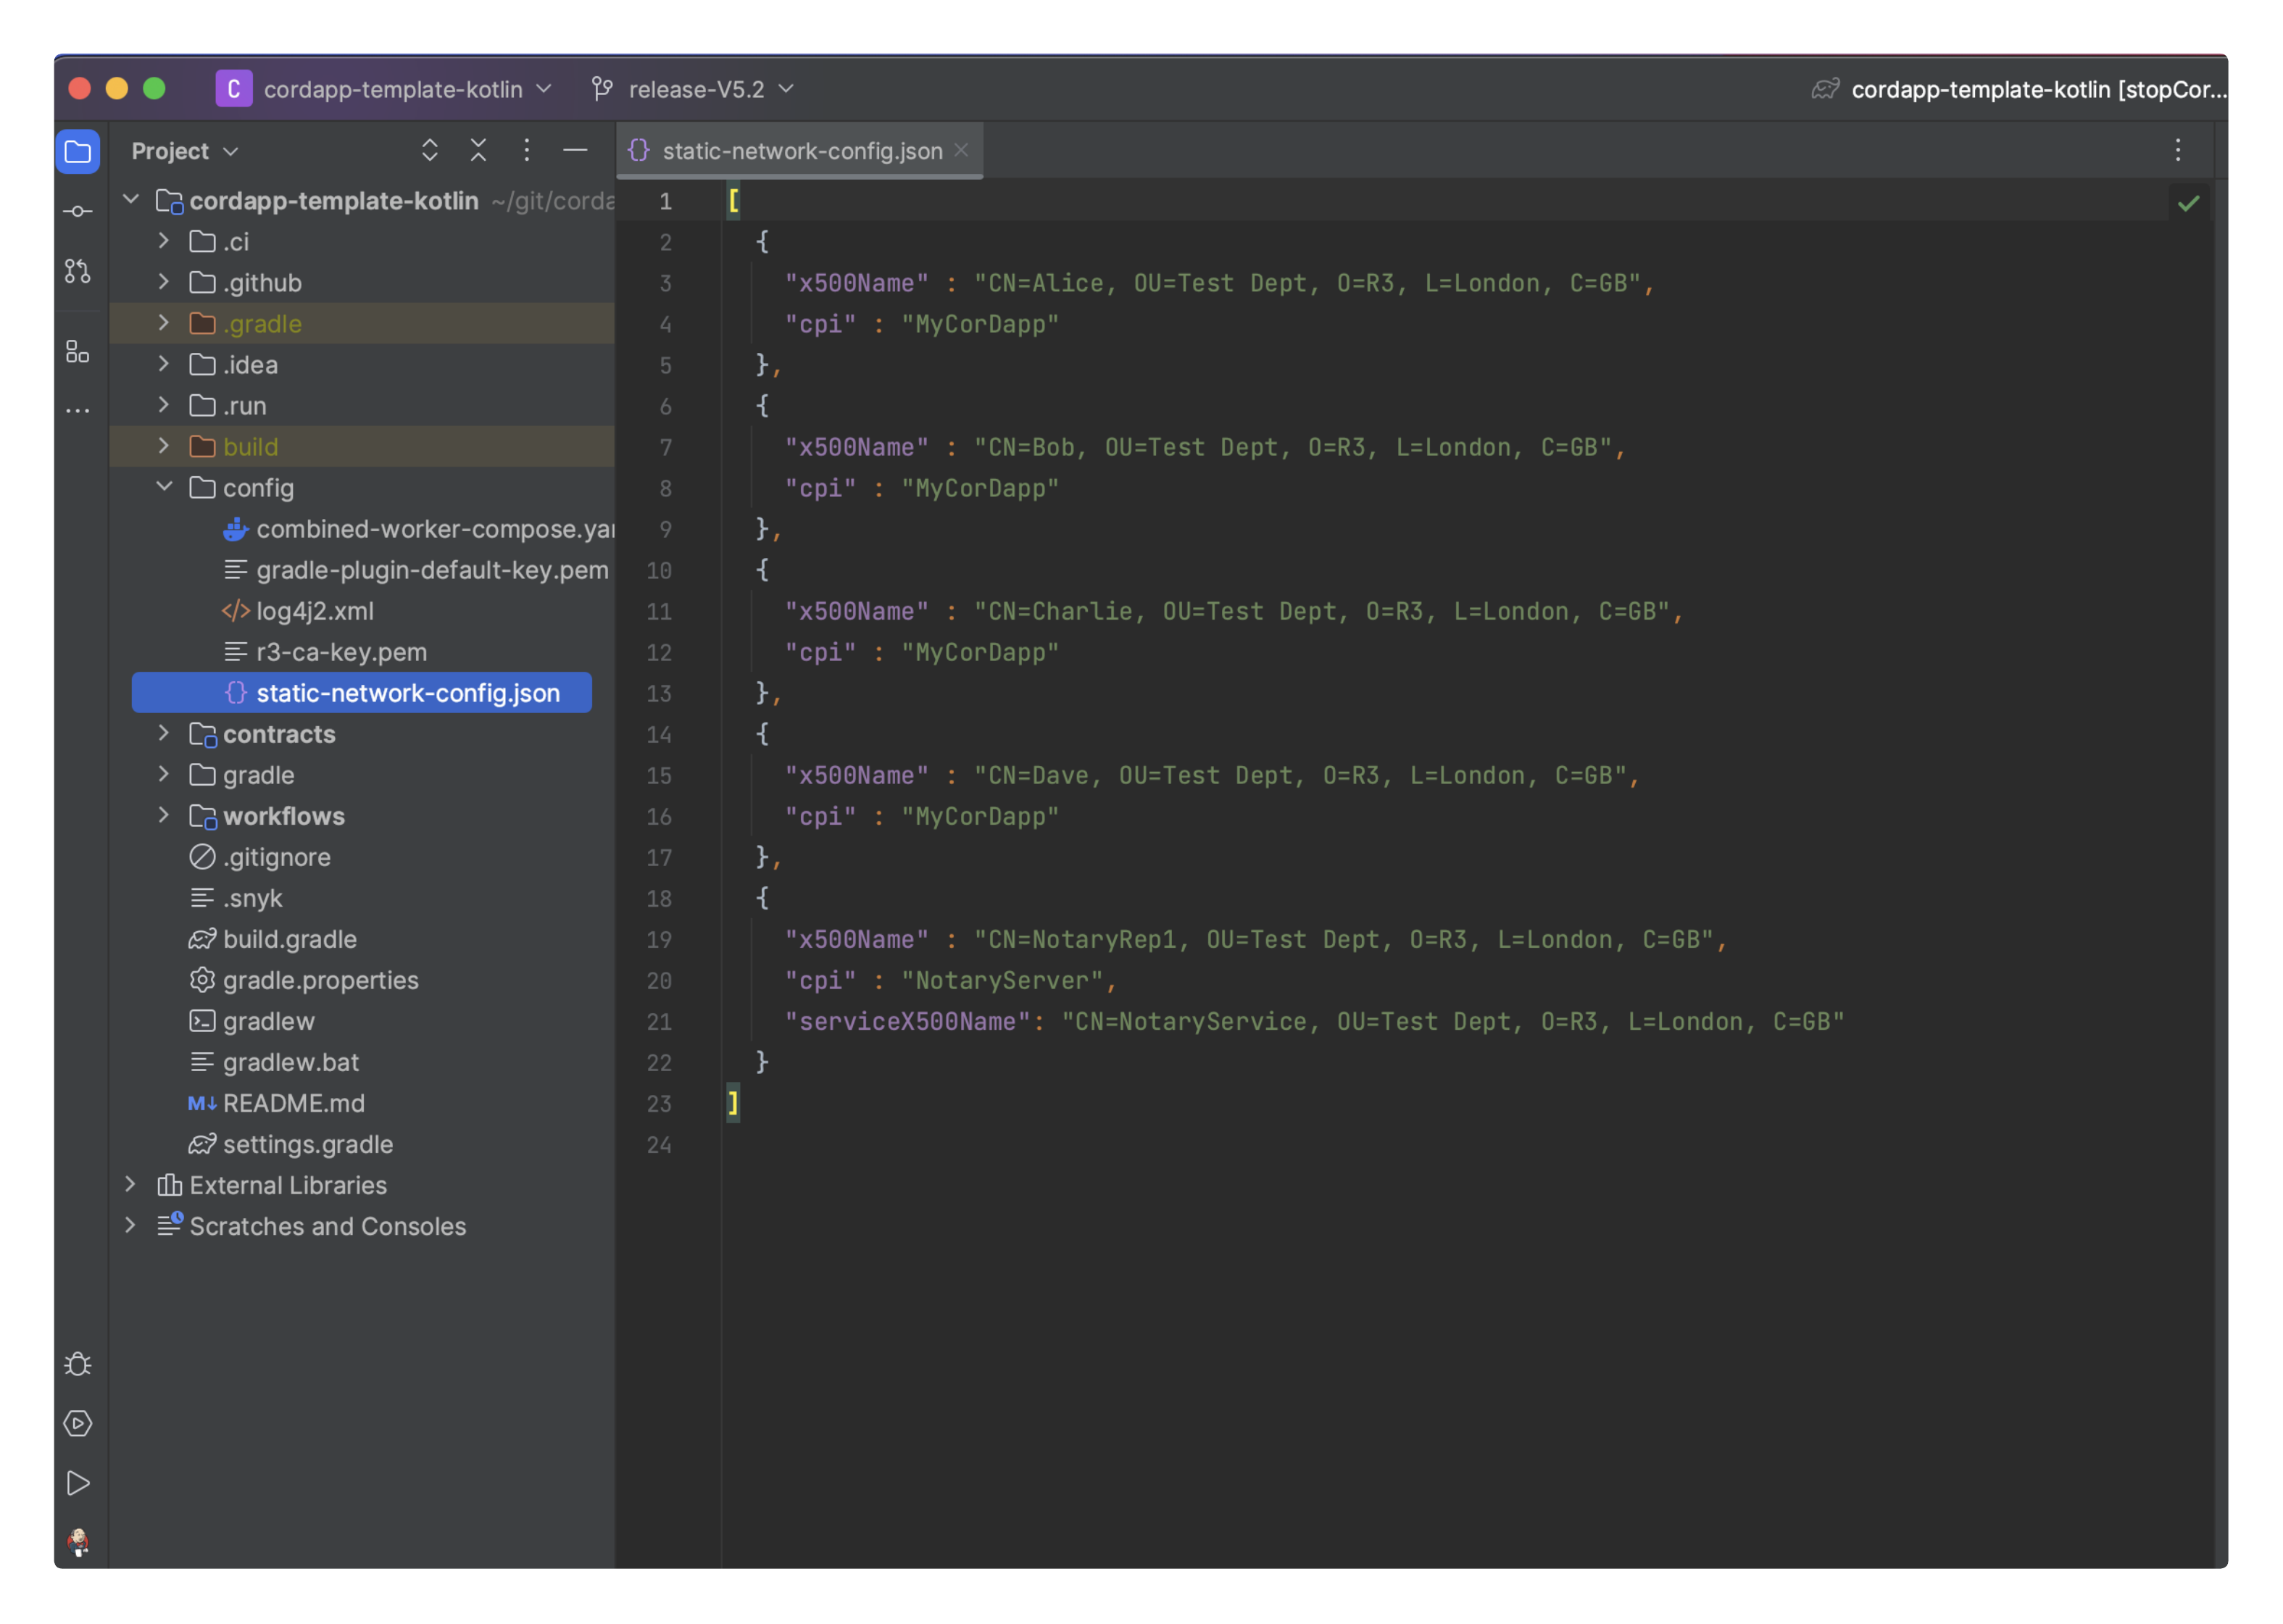 C cordapp-template-kotlin release-V5.2 cordapp-template-kotlin [stopCor...
Project
static-network-config.json
cordapp-template-kotlin ~/git/corda
.ci
.github
.gradle
.idea
.run
build
config
combined-worker-compose.ya
gradle-plugin-default-key.pem
</> log4j2.xml
r3-ca-key.pem
{} static-network-config.json
contracts
gradle
workflows
.gitignore
.snyk
build.gradle
gradle.properties
gradlew
gradlew.bat
M↓ README.md
settings.gradle
External Libraries
Scratches and Consoles
{} static-network-config.json
1 [
2 {
3 "x500Name" : "CN=Alice, OU=Test Dept, O=R3, L=London, C=GB",
4 "cpi" : "MyCorDapp"
5 },
6 {
7 "x500Name" : "CN=Bob, OU=Test Dept, O=R3, L=London, C=GB",
8 "cpi" : "MyCorDapp"
9 },
10 {
11 "x500Name" : "CN=Charlie, OU=Test Dept, O=R3, L=London, C=GB",
12 "cpi" : "MyCorDapp"
13 },
14 {
15 "x500Name" : "CN=Dave, OU=Test Dept, O=R3, L=London, C=GB",
16 "cpi" : "MyCorDapp"
17 },
18 {
19 "x500Name" : "CN=NotaryRep1, OU=Test Dept, O=R3, L=London, C=GB",
20 "cpi" : "NotaryServer",
21 "serviceX500Name": "CN=NotaryService, OU=Test Dept, O=R3, L=London, C=GB"
22 }
23 ]
24